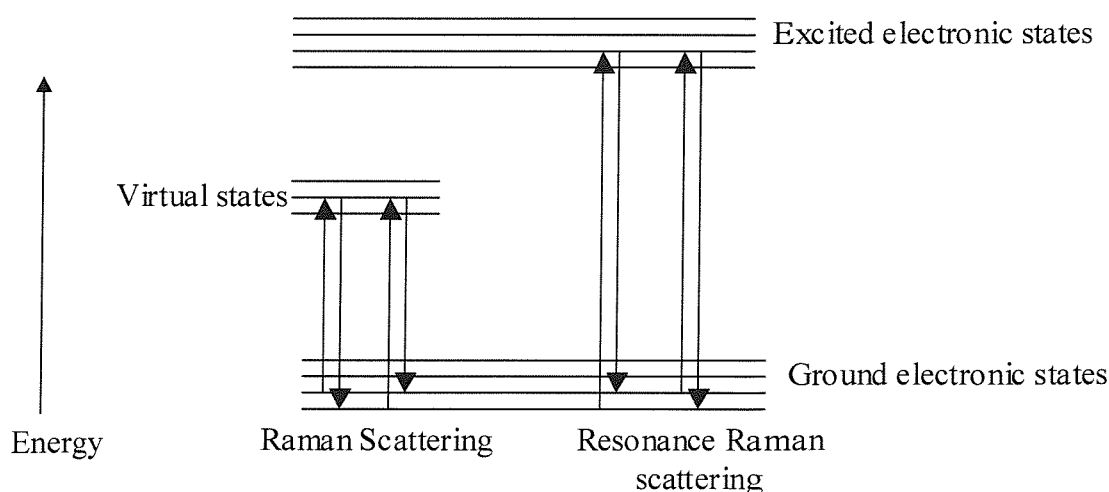 Excited electronic states
Virtual states
Ground electronic states
Energy
Raman Scattering
Resonance Raman
scattering